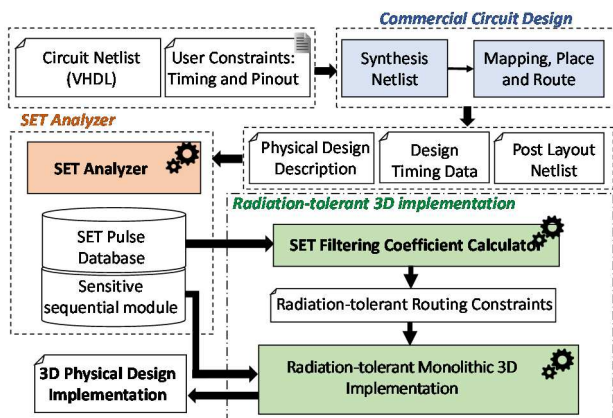 Commercial Circuit Design
Circuit Netlist
(VHDL)
User Constraints:
Timing and Pinout
Synthesis
Netlist
Mapping, Place
and Route
SET Analyzer
SET Analyzer
Physical Design
Description
Design
Timing Data
Post Layout
Netlist
Radiation-tolerant 3D implementation
SET Pulse
Database
Sensitive
sequential module
SET Filtering Coefficient Calculator
Radiation-tolerant Routing Constraints
Radiation-tolerant Monolithic 3D
Implementation
3D Physical Design
Implementation